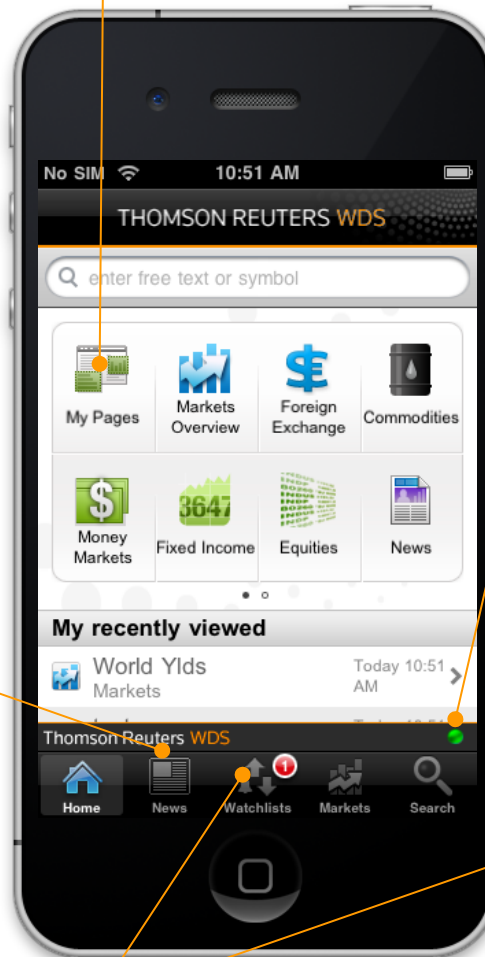 No SIM 10:51 AM
THOMSON REUTERS WDS
enter free text or symbol
My Pages
Markets
Overview
Foreign
Exchange
Commodities
3647
Money
Markets
Fixed Income
Equities
News
My recently viewed
World Ylds
Markets
Today 10:51
AM
Thomson Reuters WDS
1
Home
News
Watchlists
Markets
Search